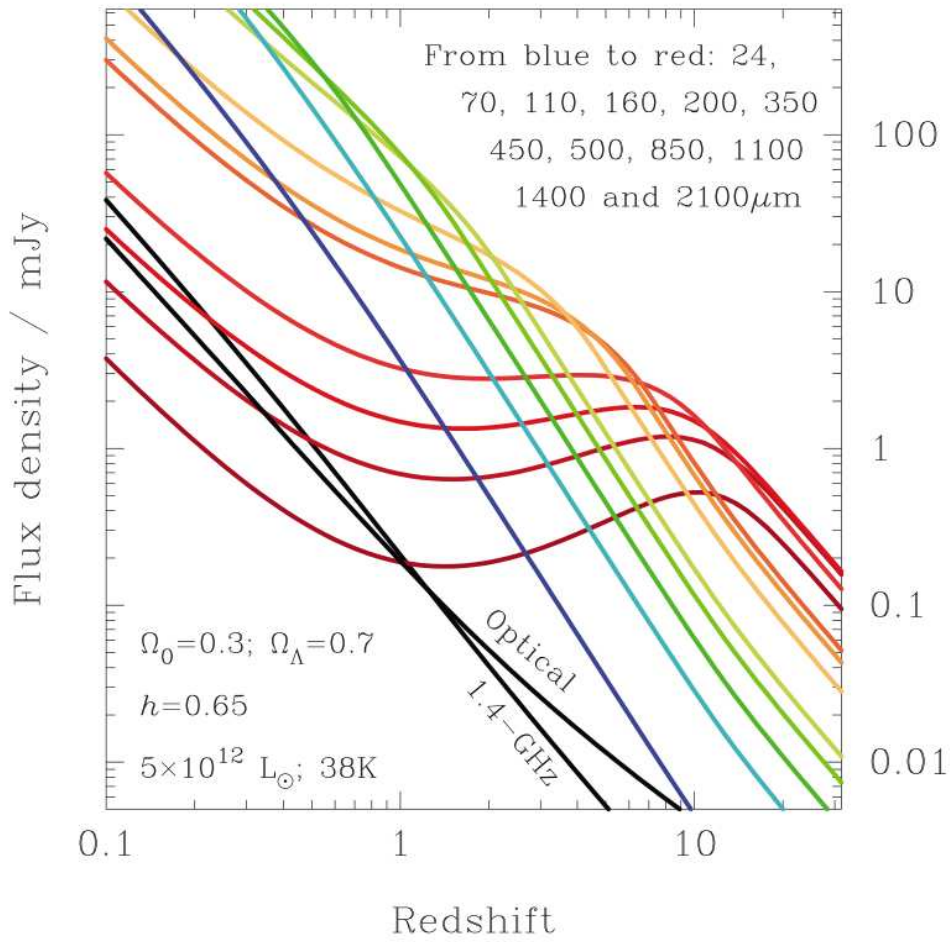 From blue to red: 24,
70, 110, 160, 200, 350
450, 500, 850, 1100
1400 and 2100μm
100
10
1
0.1
0.01
Flux density / mJy
Optical
1.4-GHz
Ω₀=0.3; Ω_Λ=0.7
h=0.65
5×10¹² L_⊙; 38K
0.1
1
10
Redshift